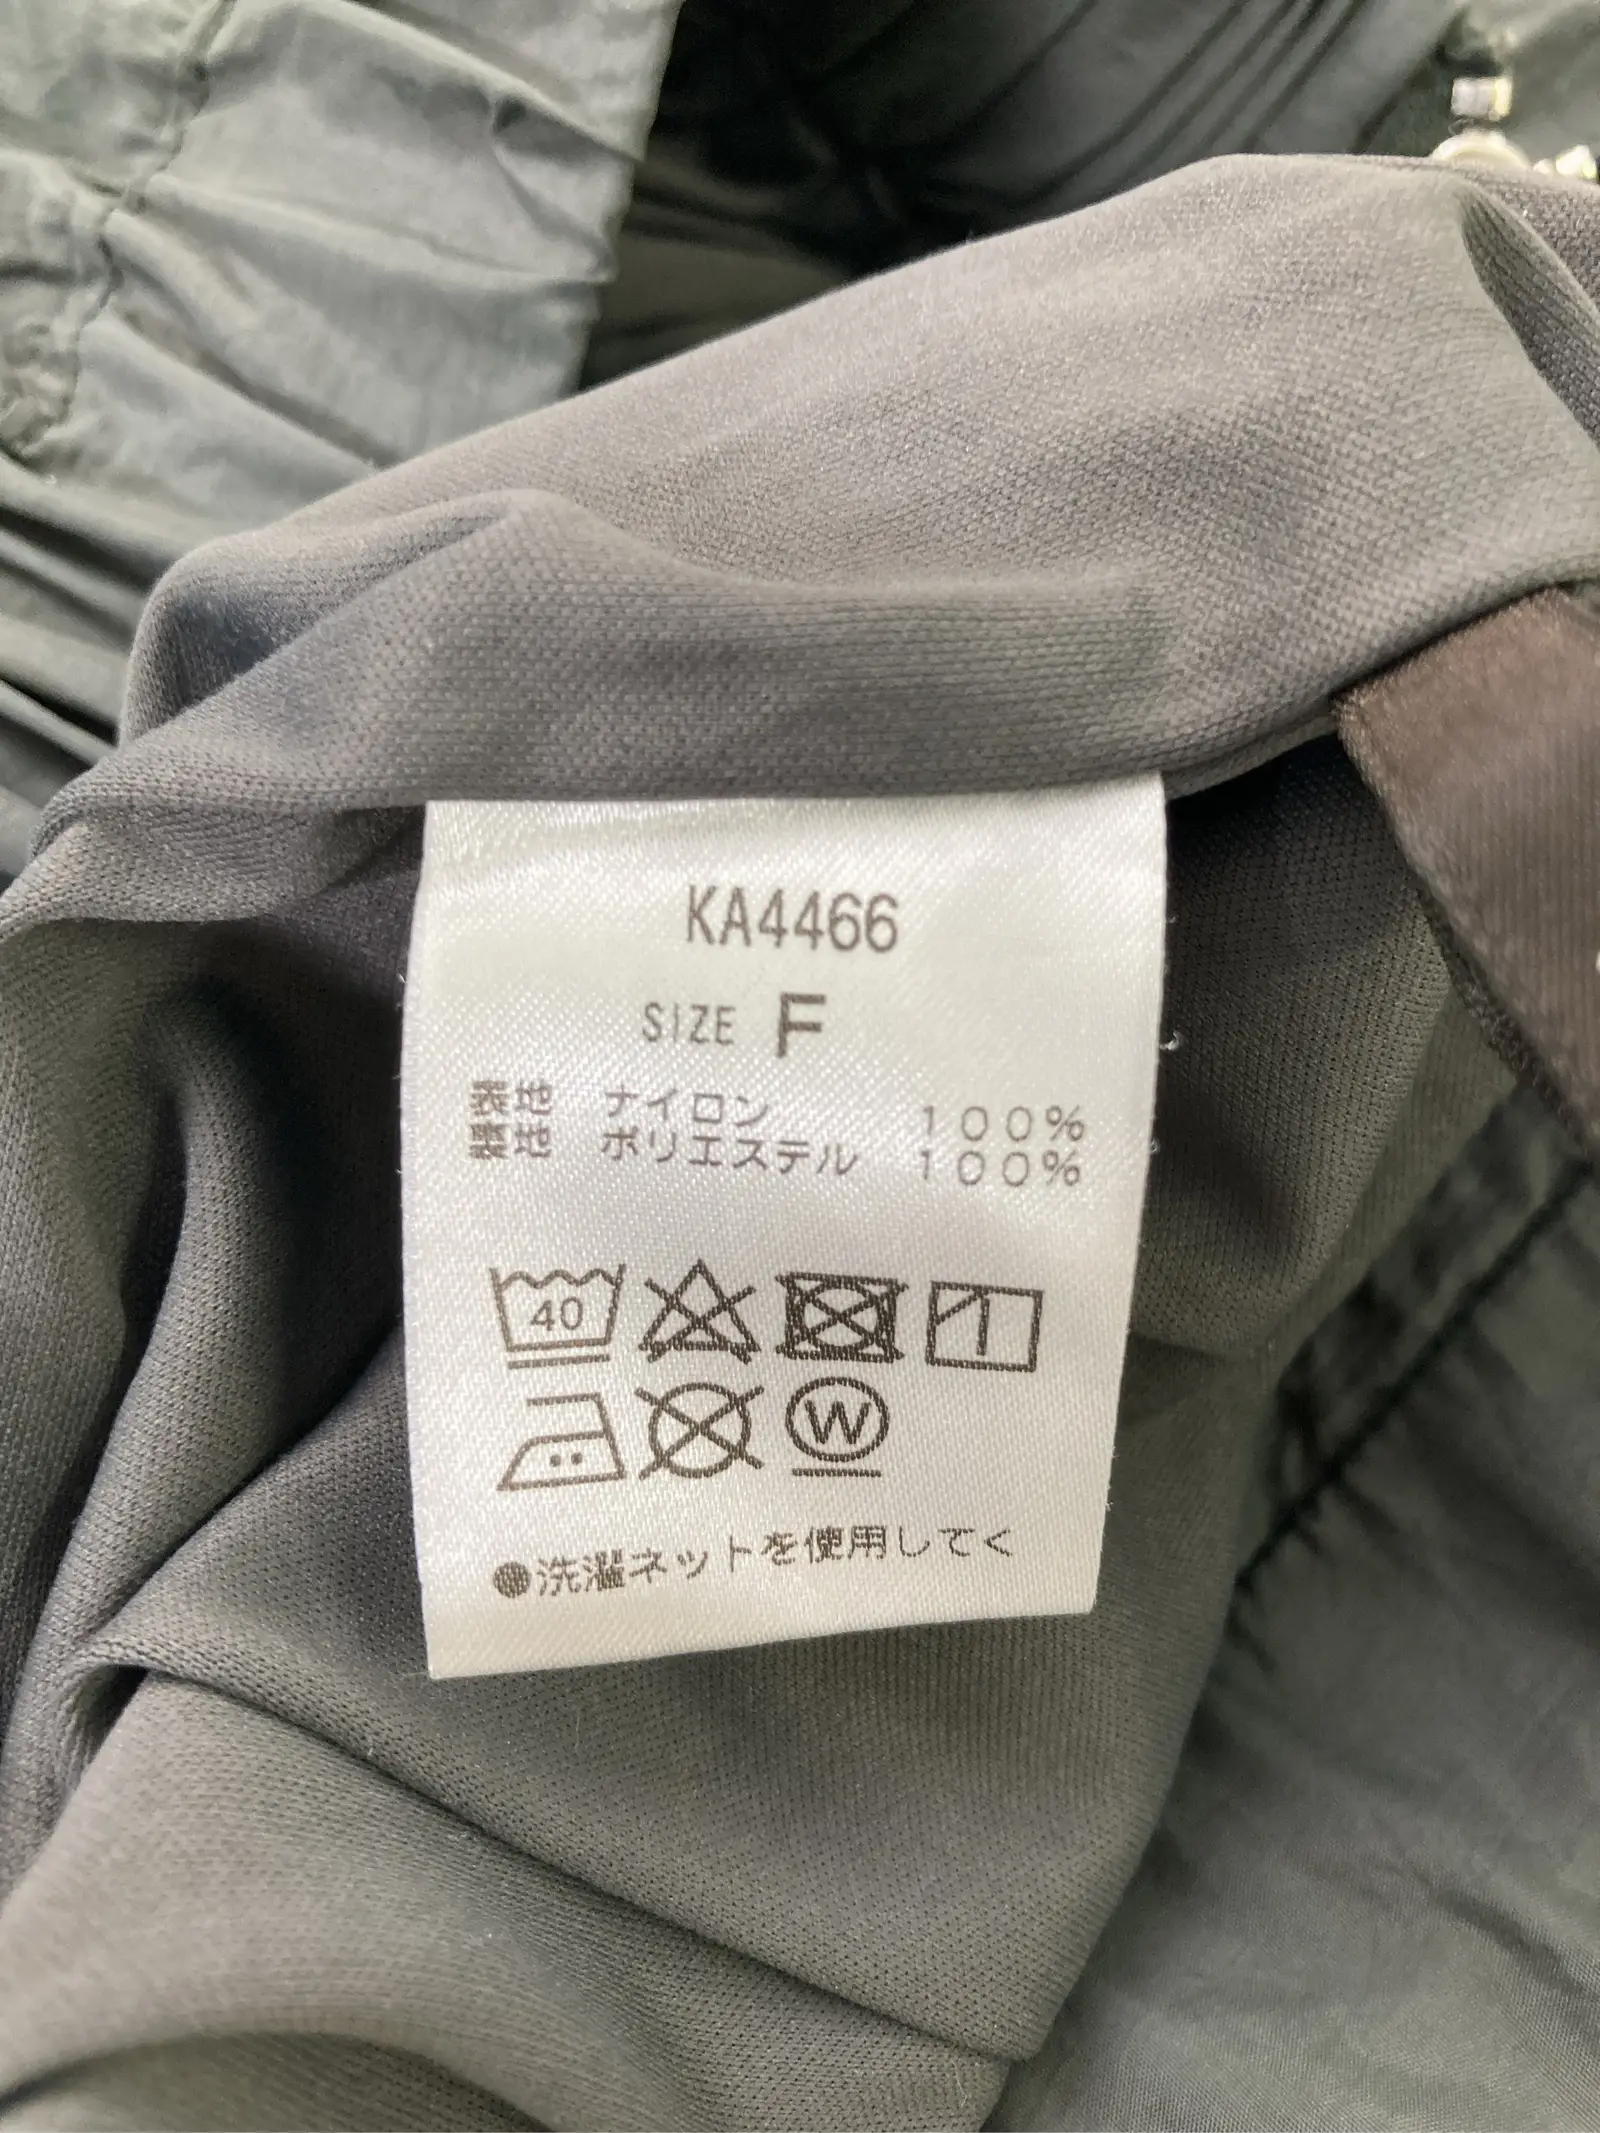 KA4466
SIZE F
表地 ナイロン 100%
裏地 ポリエステル 100%
40
W
●洗濯ネットを使用してく